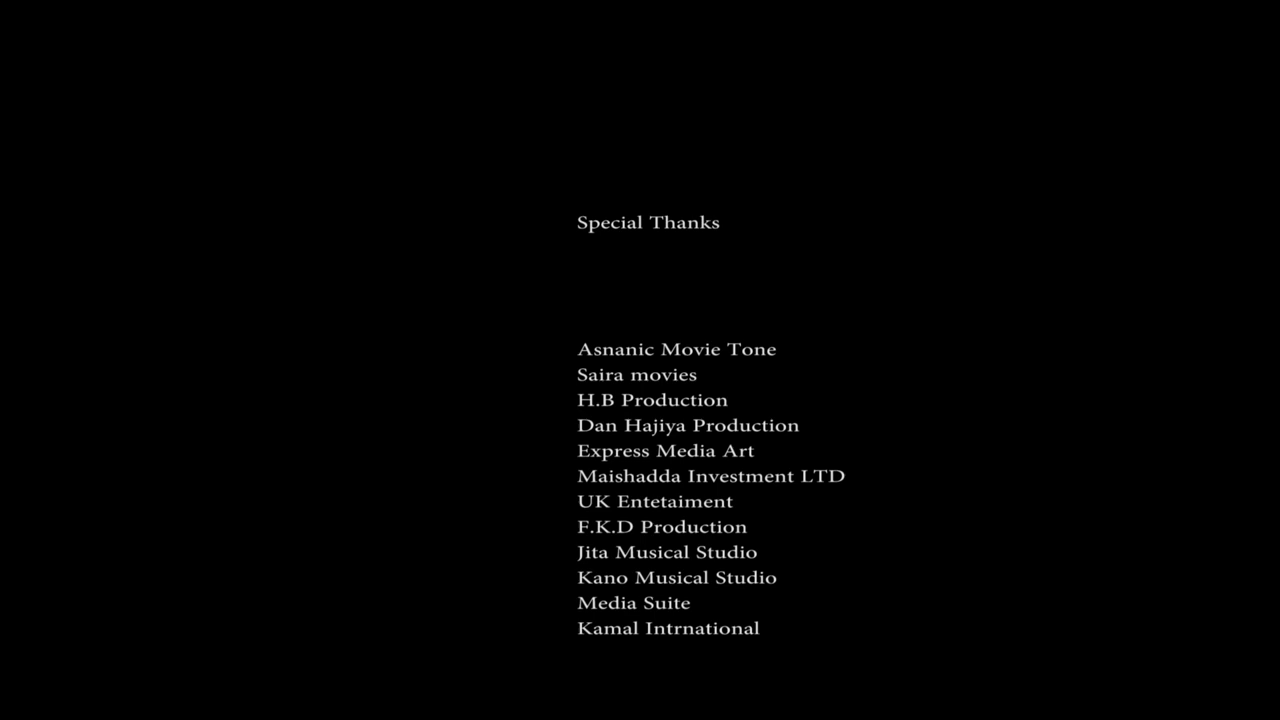 Special Thanks
Asnanic Movie Tone
Saira movies
H.B Production
Dan Hajiya Production
Express Media Art
Maishadda Investment LTD
UK Entetaiment
F.K.D Production
Jita Musical Studio
Kano Musical Studio
Media Suite
Kamal Intrnational